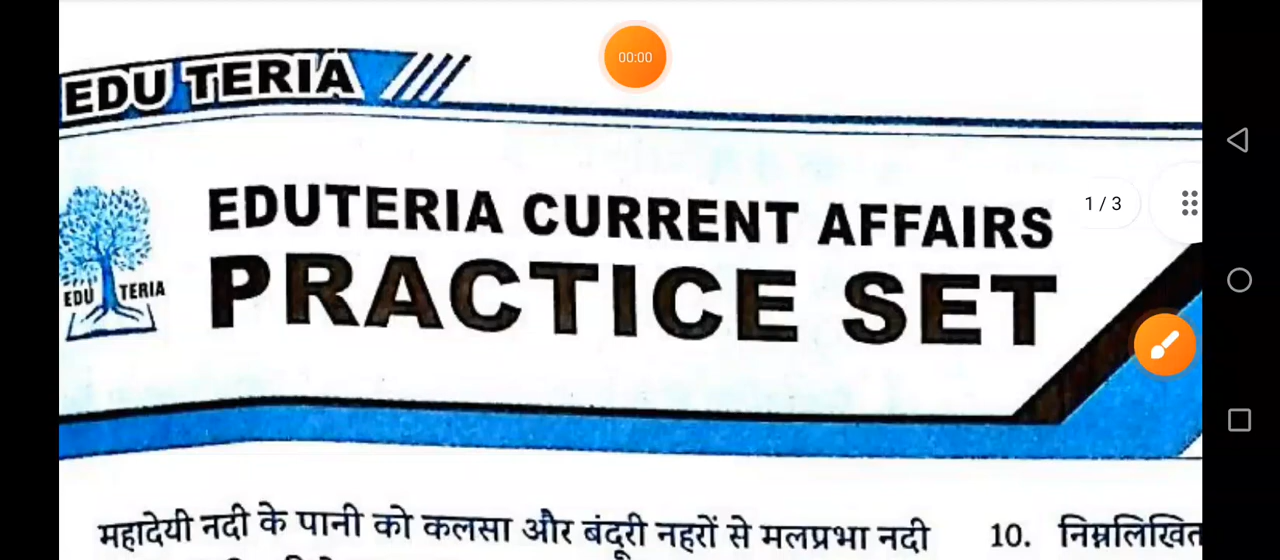 EDU TERIA
00:00
EDUTERIA CURRENT AFFAIRS
PRACTICE SET
1 / 3
EDU TERIA
महादेयी नदी के पानी को कलसा और बंदूरी नहरों से मलप्रभा नदी
10. निम्नलिखित